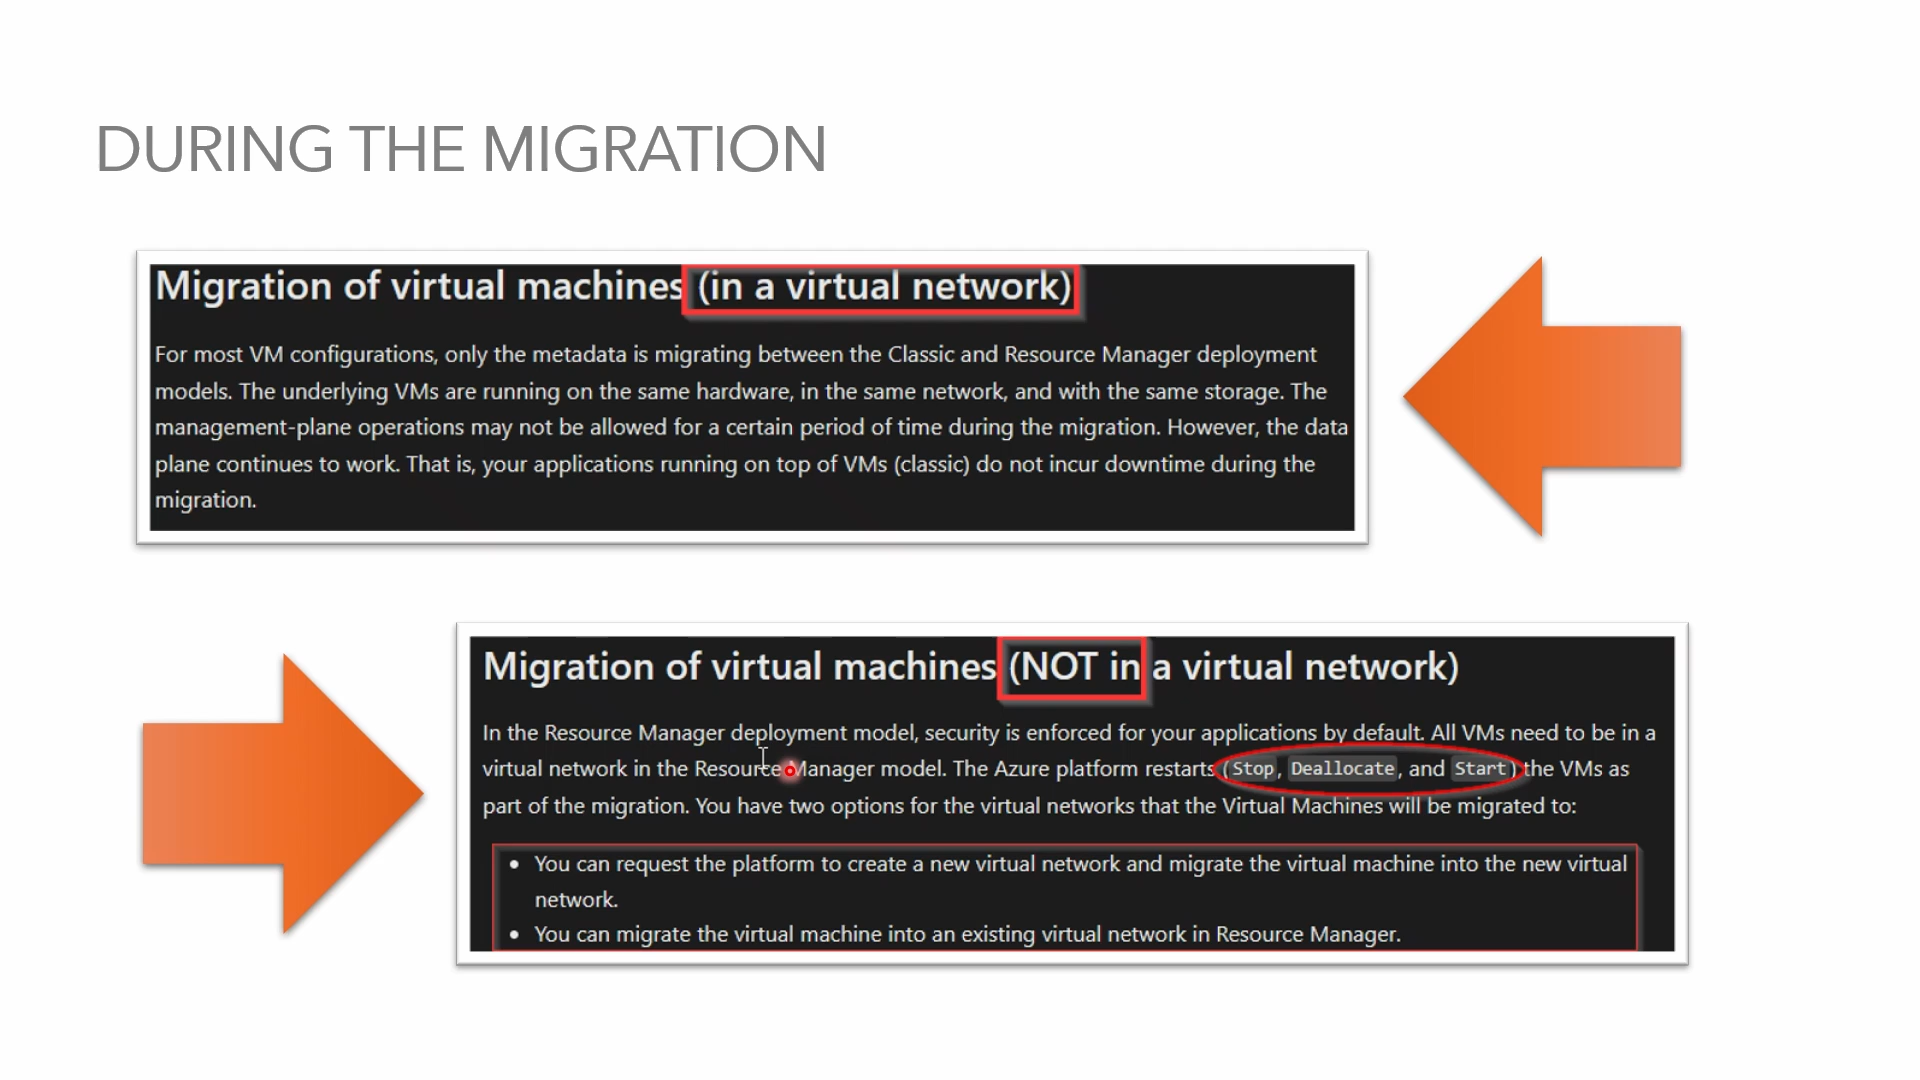 DURING THE MIGRATION
Migration of virtual machines (in a virtual network)
For most VM configurations, only the metadata is migrating between the Classic and Resource Manager deployment
models. The underlying VMs are running on the same hardware, in the same network, and with the same storage. The
management-plane operations may not be allowed for a certain period of time during the migration. However, the data
plane continues to work. That is, your applications running on top of VMs (classic) do not incur downtime during the
migration.
Migration of virtual machines (NOT in a virtual network)
In the Resource Manager deployment model, security is enforced for your applications by default. All VMs need to be in a
virtual network in the Resource Manager model. The Azure platform restarts (Stop, Deallocate, and Start) the VMs as
part of the migration. You have two options for the virtual networks that the Virtual Machines will be migrated to:
• You can request the platform to create a new virtual network and migrate the virtual machine into the new virtual
network.
• You can migrate the virtual machine into an existing virtual network in Resource Manager.